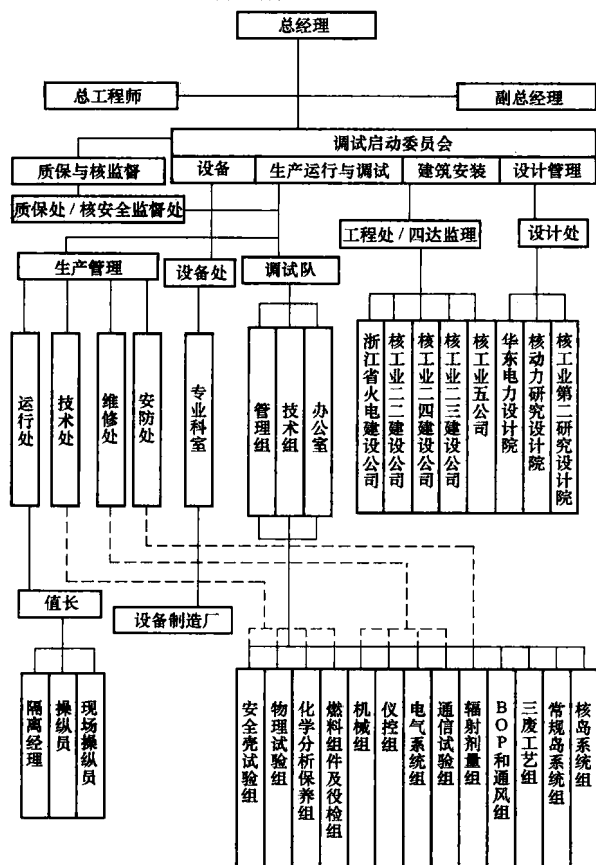 总经理
总工程师
副总经理
调试启动委员会
质保与核监督
设备
生产运行与调试
建筑安装
设计管理
质保处/核安全监督处
工程处/四达监理
设计处
生产管理
设备处
调试队
运行处
技术处
维修处
安防处
专业科室
管理组
技术组
办公室
浙江省火电建设公司
核工业二二建设公司
核工业二四建设公司
核工业二三建设公司
核工业五公司
华东电力设计院
核动力研究设计院
核工业第二研究设计院
值长
设备制造厂
隔离经理
操纵员
现场操纵员
安全壳试验组
物理试验组
化学分析保养组
燃料组件及役检组
机械组
仪控组
电气系统组
通信试验组
辐射剂量组
BOP和通风组
三废工艺组
常规岛系统组
核岛系统组